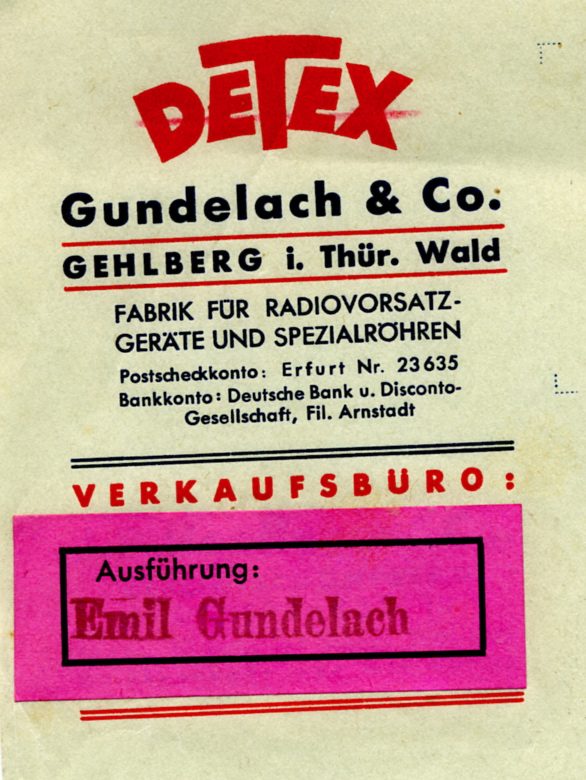 DETEX
Gundelach & Co.
GEHLBERG i. Thür. Wald
FABRIK FÜR RADIOVORSATZ-
GERÄTE UND SPEZIALRÖHREN
Postscheckkonto: Erfurt Nr. 23635
Bankkonto: Deutsche Bank u. Disconto-
Gesellschaft, Fil. Arnstadt
VERKAUFSBÜRO:
Ausführung:
Emil Gundelach